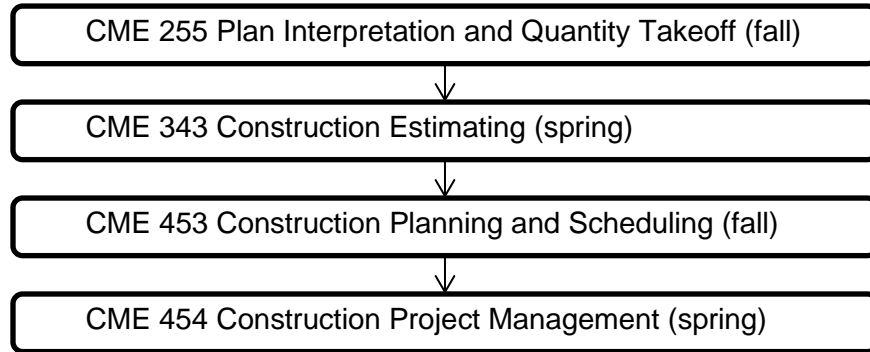 CME 255 Plan Interpretation and Quantity Takeoff (fall)
CME 343 Construction Estimating (spring)
CME 453 Construction Planning and Scheduling (fall)
CME 454 Construction Project Management (spring)